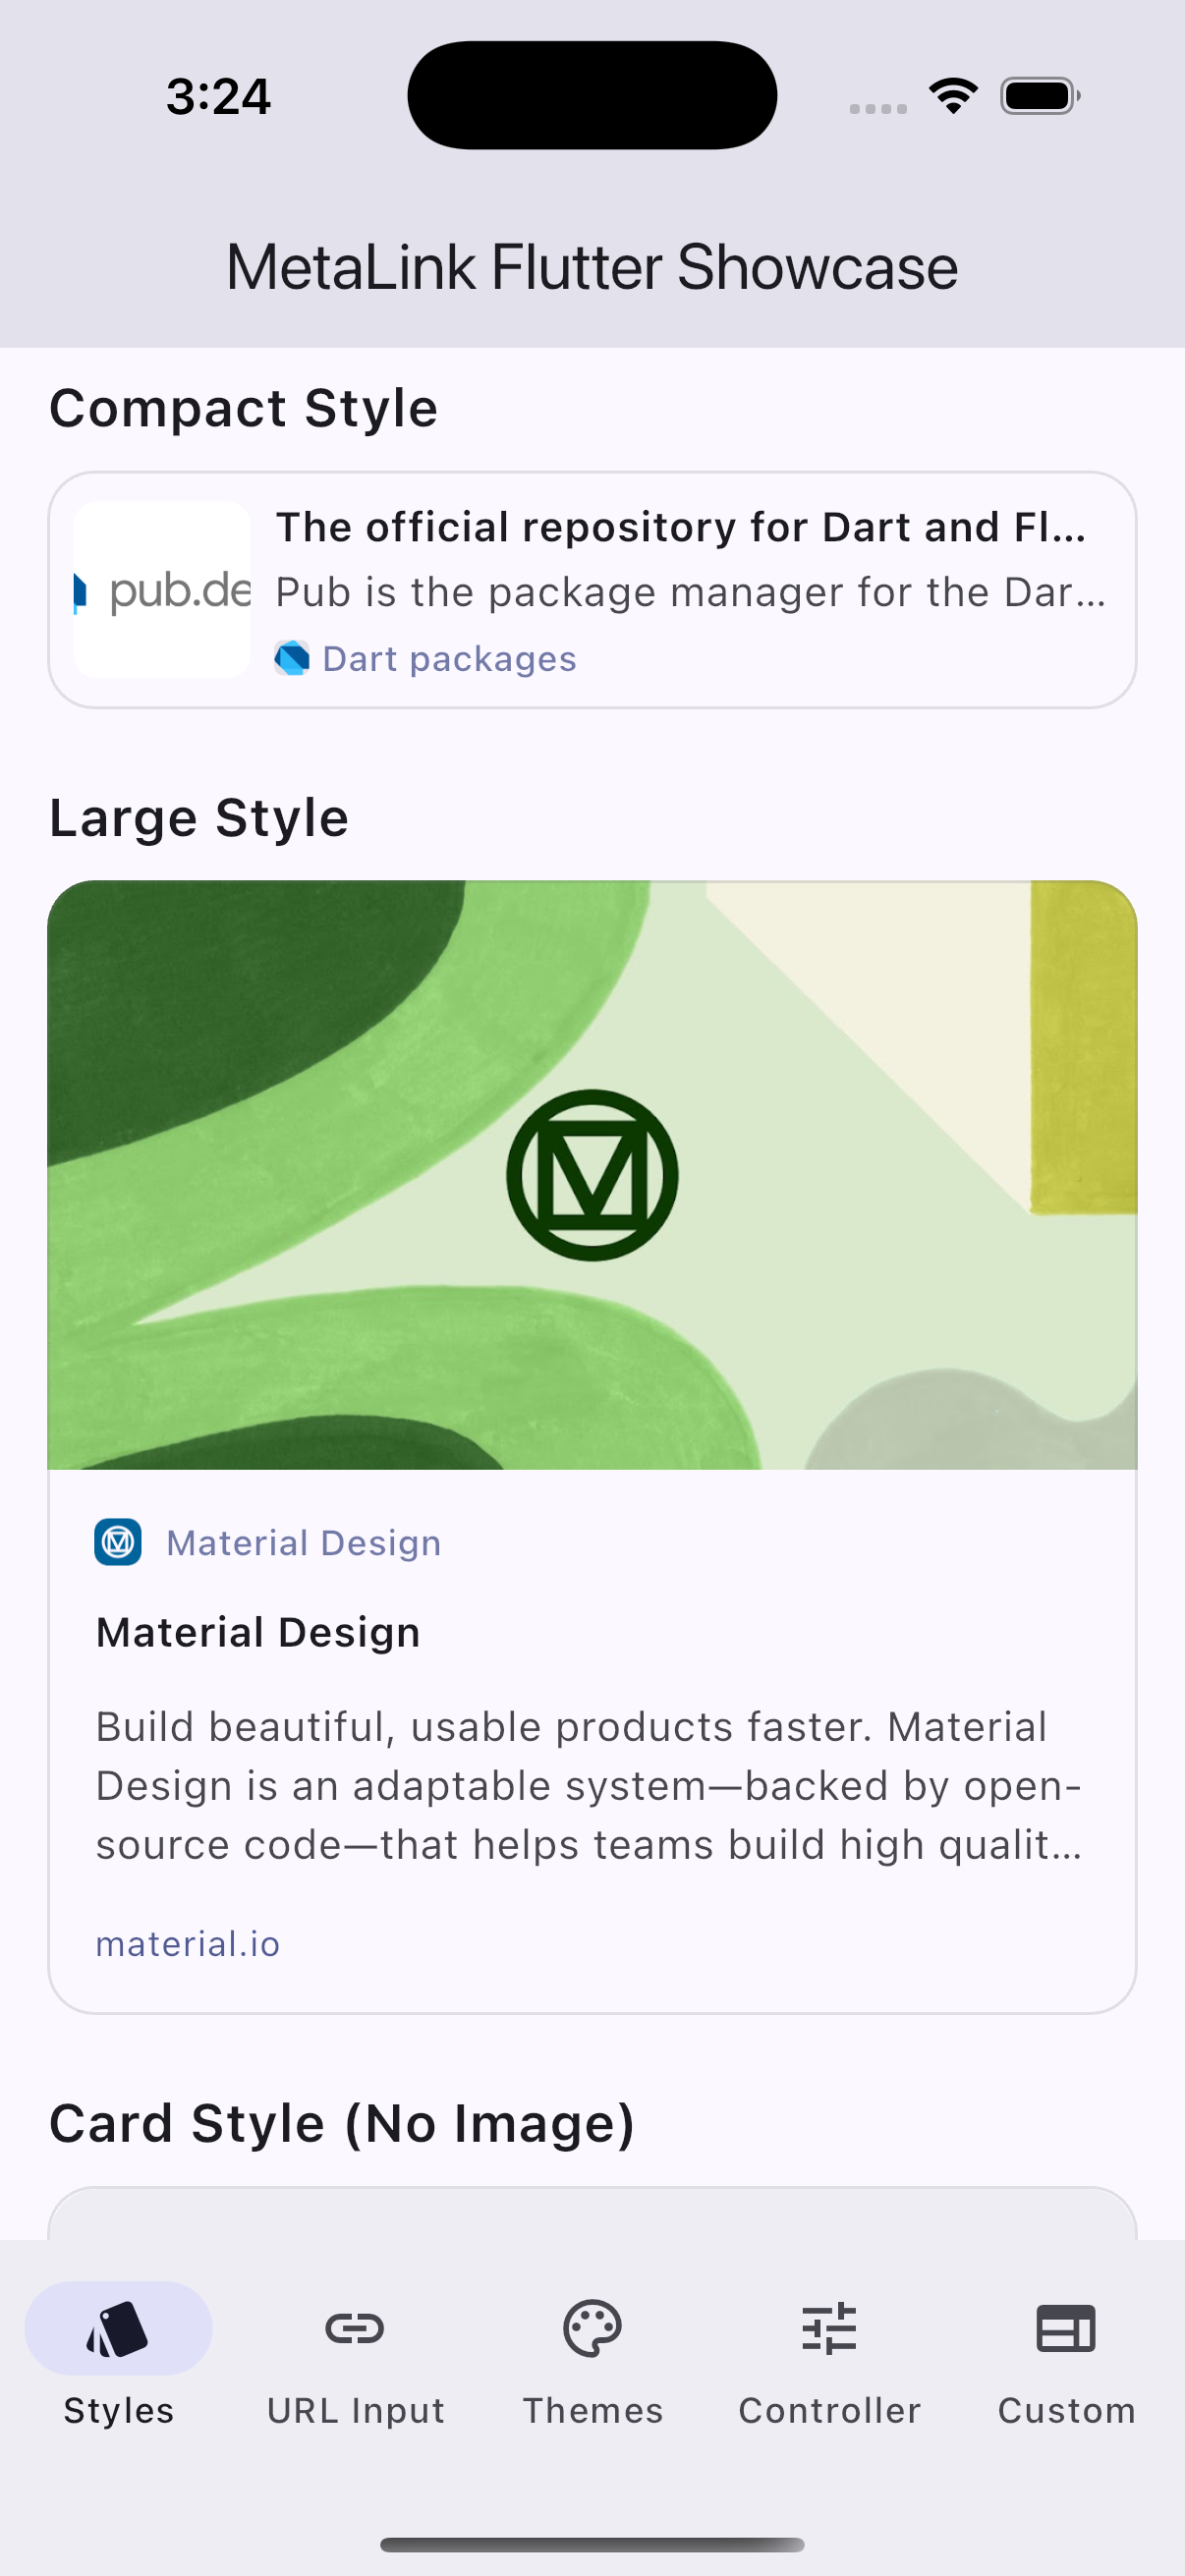 3:24
MetaLink Flutter Showcase
Compact Style
pub.de
The official repository for Dart and Fl...
Pub is the package manager for the Dar...
Dart packages
Large Style
Material Design
Material Design
Build beautiful, usable products faster. Material
Design is an adaptable system—backed by open-
source code—that helps teams build high qualit...
material.io
Card Style (No Image)
Styles
URL Input
Themes
Controller
Custom